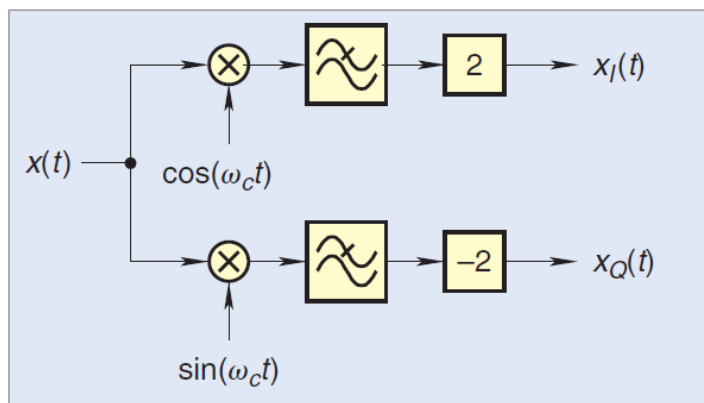 2
x_I(t)
x(t)
cos(ω_c t)
−2
x_Q(t)
sin(ω_c t)